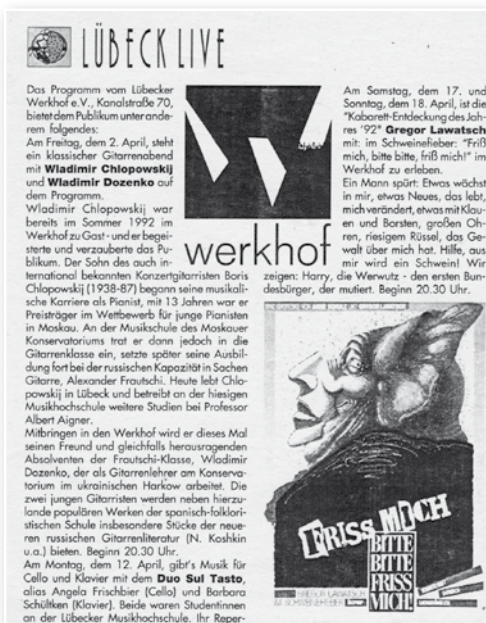 LÜBECK LIVE
Das Programm vom Lübecker
Werkhof e.V., Kanalstraße 70,
bietet dem Publikum unter ande-
rem folgendes:
Am Freitag, dem 2. April, steht
ein klassischer Gitarrenabend
mit Wladimir Chlopowskij
und Wladimir Dozenko auf
dem Programm.
Wladimir Chlopowskij war
bereits im Sommer 1992 im
Werkhof zu Gast - und er begei-
sterte und verzauberte das Pu-
blikum. Der Sohn des auch in-
ternational bekannten Konzertgitarristen Boris
Chlopowskij (1938-87) begann seine musikali-
sche Karriere als Pianist, mit 13 Jahren war er
Preisträger im Wettbewerb für junge Pianisten
in Moskau. An der Musikschule des Moskauer
Konservatoriums trat er dann jedoch in die
Gitarrenklasse ein, setzte später seine Ausbil-
dung fort bei der russischen Kapazität in Sachen
Gitarre, Alexander Frautschi. Heute lebt Chlo-
powskij in Lübeck und betreibt an der hiesigen
Musikhochschule weitere Studien bei Professor
Albert Aigner.
Mitbringen in den Werkhof wird er dieses Mal
seinen Freund und gleichfalls herausragenden
Absolventen der Frautschi-Klasse, Wladimir
Dozenko, der als Gitarrenlehrer am Konserva-
torium im ukrainischen Harkow arbeitet. Die
zwei jungen Gitarristen werden neben hierzu-
lande populären Werken der spanisch-folklori-
stischen Schule insbesondere Stücke der neue-
ren russischen Gitarrenliteratur (N. Koshkin
u.a.) bieten. Beginn 20.30 Uhr.
Am Montag, dem 12. April, gibt's Musik für
Cello und Klavier mit dem Duo Sul Tasto,
alias Angela Frischbier (Cello) und Barbara
Schültken (Klavier). Beide waren Studentinnen
an der Lübecker Musikhochschule. Ihr Reper-
werkhof
Am Samstag, dem 17. und
Sonntag, dem 18. April, ist die
"Kabarett-Entdeckung des Jah-
res '92" Gregor Lawatsch
mit: im Schweinefieber: "Friß
mich, bitte bitte, friß mich!" im
Werkhof zu erleben.
Ein Mann spürt: Etwas wächst
in mir, etwas Neues, das lebt,
mich verändert, etwas mit Klau-
en und Borsten, großen Oh-
ren, riesigem Rüssel, das Ge-
walt über mich hat. Hilfe, aus
mir wird ein Schwein! Wir
zeigen: Harry, die Werwutz - den ersten Bun-
desbürger, der mutiert. Beginn 20.30 Uhr.
FRISS MICH
BITTE
BITTE
FRISS
MICH!
GREGOR LAWATSCH
IM SCHWEINEFIEBER